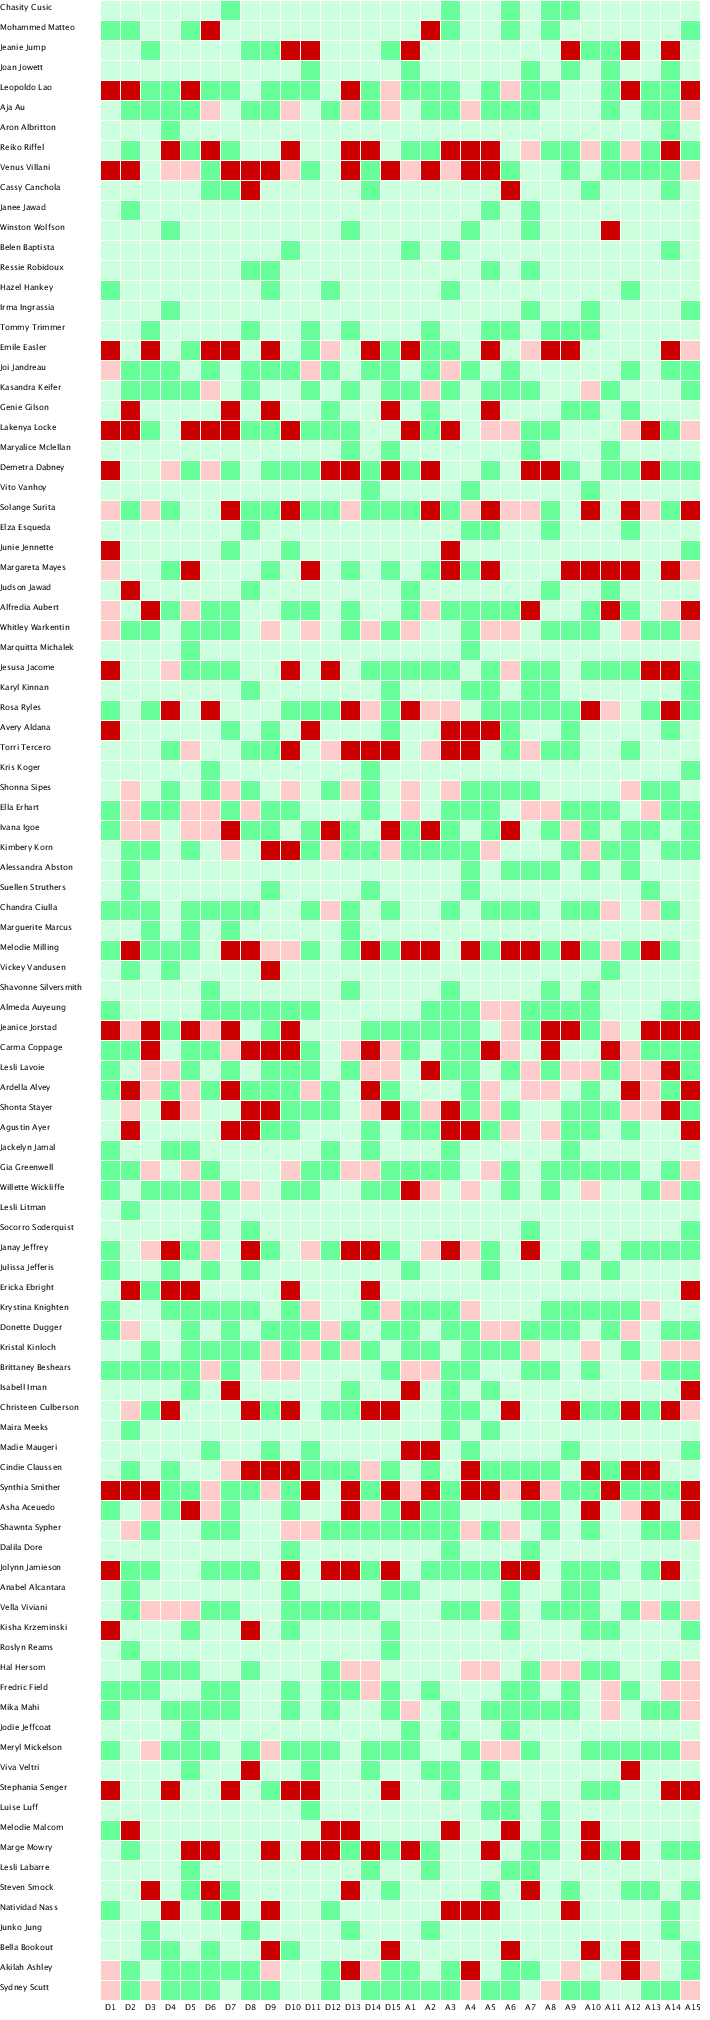 Chasity Cusic
Mohammed Matteo
Jeanie Jump
Joan Jowett
Leopoldo Lao
Aja Au
Aron Albritton
Reiko Riffel
Venus Villani
Cassy Canchola
Janee Jawad
Winston Wolfson
Belen Baptista
Ressie Robidoux
Hazel Hankey
Irma Ingrassia
Tommy Trimmer
Emile Easler
Joi Jandreau
Kasandra Keifer
Genie Gilson
Lakenya Locke
Maryalice Mclellan
Demetra Dabney
Vito Vanhoy
Solange Surita
Elza Esqueda
Junie Jennette
Margareta Mayes
Judson Jawad
Alfredia Aubert
Whitley Warkentin
Marquitta Michalek
Jesusa Jacome
Karyl Kinnan
Rosa Ryles
Avery Aldana
Torri Tercero
Kris Koger
Shonna Sipes
Ella Erhart
Ivana Igoe
Kimbery Korn
Alessandra Abston
Suellen Struthers
Chandra Ciulla
Marguerite Marcus
Melodie Milling
Vickey Vandusen
Shavonne Silversmith
Almeda Auyeung
Jeanice Jorstad
Carma Coppage
Lesli Lavoie
Ardella Alvey
Shonta Stayer
Agustin Ayer
Jackelyn Jamal
Gia Greenwell
Willette Wickliffe
Lesli Litman
Socorro Soderquist
Janay Jeffrey
Julissa Jefferis
Ericka Ebright
Krystina Knighten
Donette Dugger
Kristal Kinloch
Brittaney Beshears
Isabell Iman
Christeen Culberson
Maira Meeks
Madie Maugeri
Cindie Claussen
Synthia Smither
Asha Aceuedo
Shawnta Sypher
Dalila Dore
Jolynn Jamieson
Anabel Alcantara
Vella Viviani
Kisha Krzeminski
Roslyn Reams
Hal Hersom
Fredric Field
Mika Mahi
Jodie Jeffcoat
Meryl Mickelson
Viva Veltri
Stephania Senger
Luise Luff
Melodie Malcom
Marge Mowry
Lesli Labarre
Steven Smock
Natividad Nass
Junko Jung
Bella Bookout
Akilah Ashley
Sydney Scutt
D1 D2 D3 D4 D5 D6 D7 D8 D9 D10 D11 D12 D13 D14 D15 A1 A2 A3 A4 A5 A6 A7 A8 A9 A10 A11 A12 A13 A14 A15